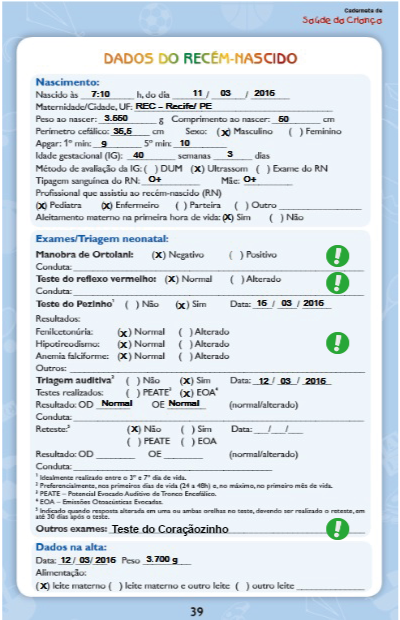 Caderneta de
Saúde da Criança
DADOS DO RECÉM-NASCIDO
Nascimento:
Nascido às 7:10 h, do dia 11 / 03 / 2016
Maternidade/Cidade, UF: REC – Recife/ PE
Peso ao nascer: 3.550 g Comprimento ao nascer: 50 cm
Perímetro cefálico: 35,5 cm Sexo: (x) Masculino ( ) Feminino
Apgar: 1º min: 9 5º min: 10
Idade gestacional (IG): 40 semanas 3 dias
Método de avaliação da IG: ( ) DUM (x) Ultrassom ( ) Exame do RN
Tipagem sanguínea do RN: O+ Mãe: O+
Profissional que assistiu ao recém-nascido (RN)
(x) Pediatra (x) Enfermeiro ( ) Parteira ( ) Outro
Aleitamento materno na primeira hora de vida: (x) Sim ( ) Não
Exames/Triagem neonatal:
Manobra de Ortolani: (x) Negativo ( ) Positivo !
Conduta:
Teste do reflexo vermelho: (x) Normal ( ) Alterado !
Conduta:
Teste do Pezinho¹ ( ) Não (x) Sim Data: 16 / 03 / 2016
Resultados:
Fenilcetonúria: (x) Normal ( ) Alterado
Hipotireodismo: (x) Normal ( ) Alterado !
Anemia falciforme: (x) Normal ( ) Alterado
Outros:
Triagem auditiva² ( ) Não (x) Sim Data: 12 / 03 / 2016
Testes realizados: ( ) PEATE³ (x) EOA⁴
Resultado: OD Normal OE Normal (normal/alterado)
Conduta:
Reteste:⁵ (x) Não ( ) Sim Data: / /
( ) PEATE ( ) EOA
Resultado: OD OE (normal/alterado)
Conduta:
¹ Idealmente realizado entre o 3º e 7º dia de vida.
² Preferencialmente, nos primeiros dias de vida (24 a 48h) e, no máximo, no primeiro mês de vida.
³ PEATE – Potencial Evocado Auditivo de Tronco Encefálico.
⁴ EOA – Emissões Otoacústicas Evocadas.
⁵ Indicado quando resposta alterada em uma ou ambas orelhas no teste, devendo ser realizado o reteste, em
até 30 dias após o teste.
Outros exames: Teste do Coraçãozinho !
Dados na alta:
Data: 12 / 03/ 2016 Peso 3.700 g
Alimentação:
(x) leite materno ( ) leite materno e outro leite ( ) outro leite
39